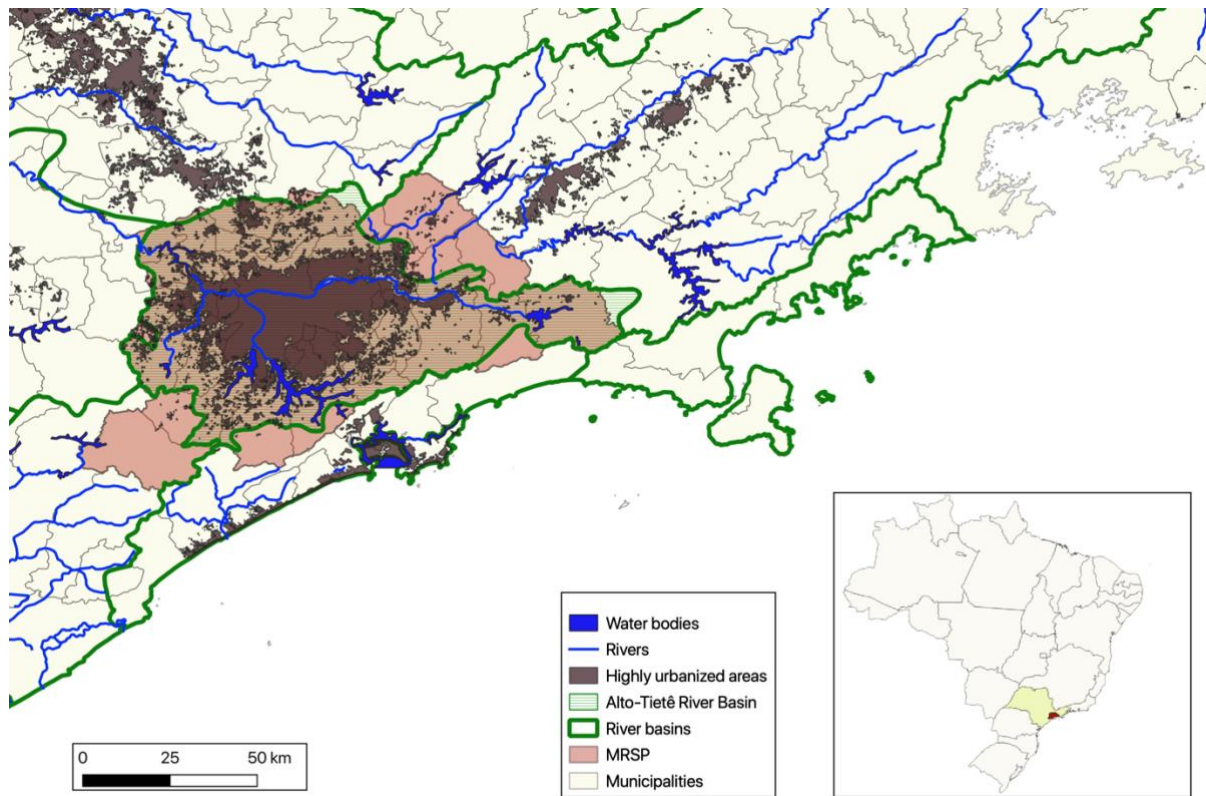 Water bodies
Rivers
Highly urbanized areas
Alto-Tietê River Basin
River basins
MRSP
Municipalities
0 25 50 km